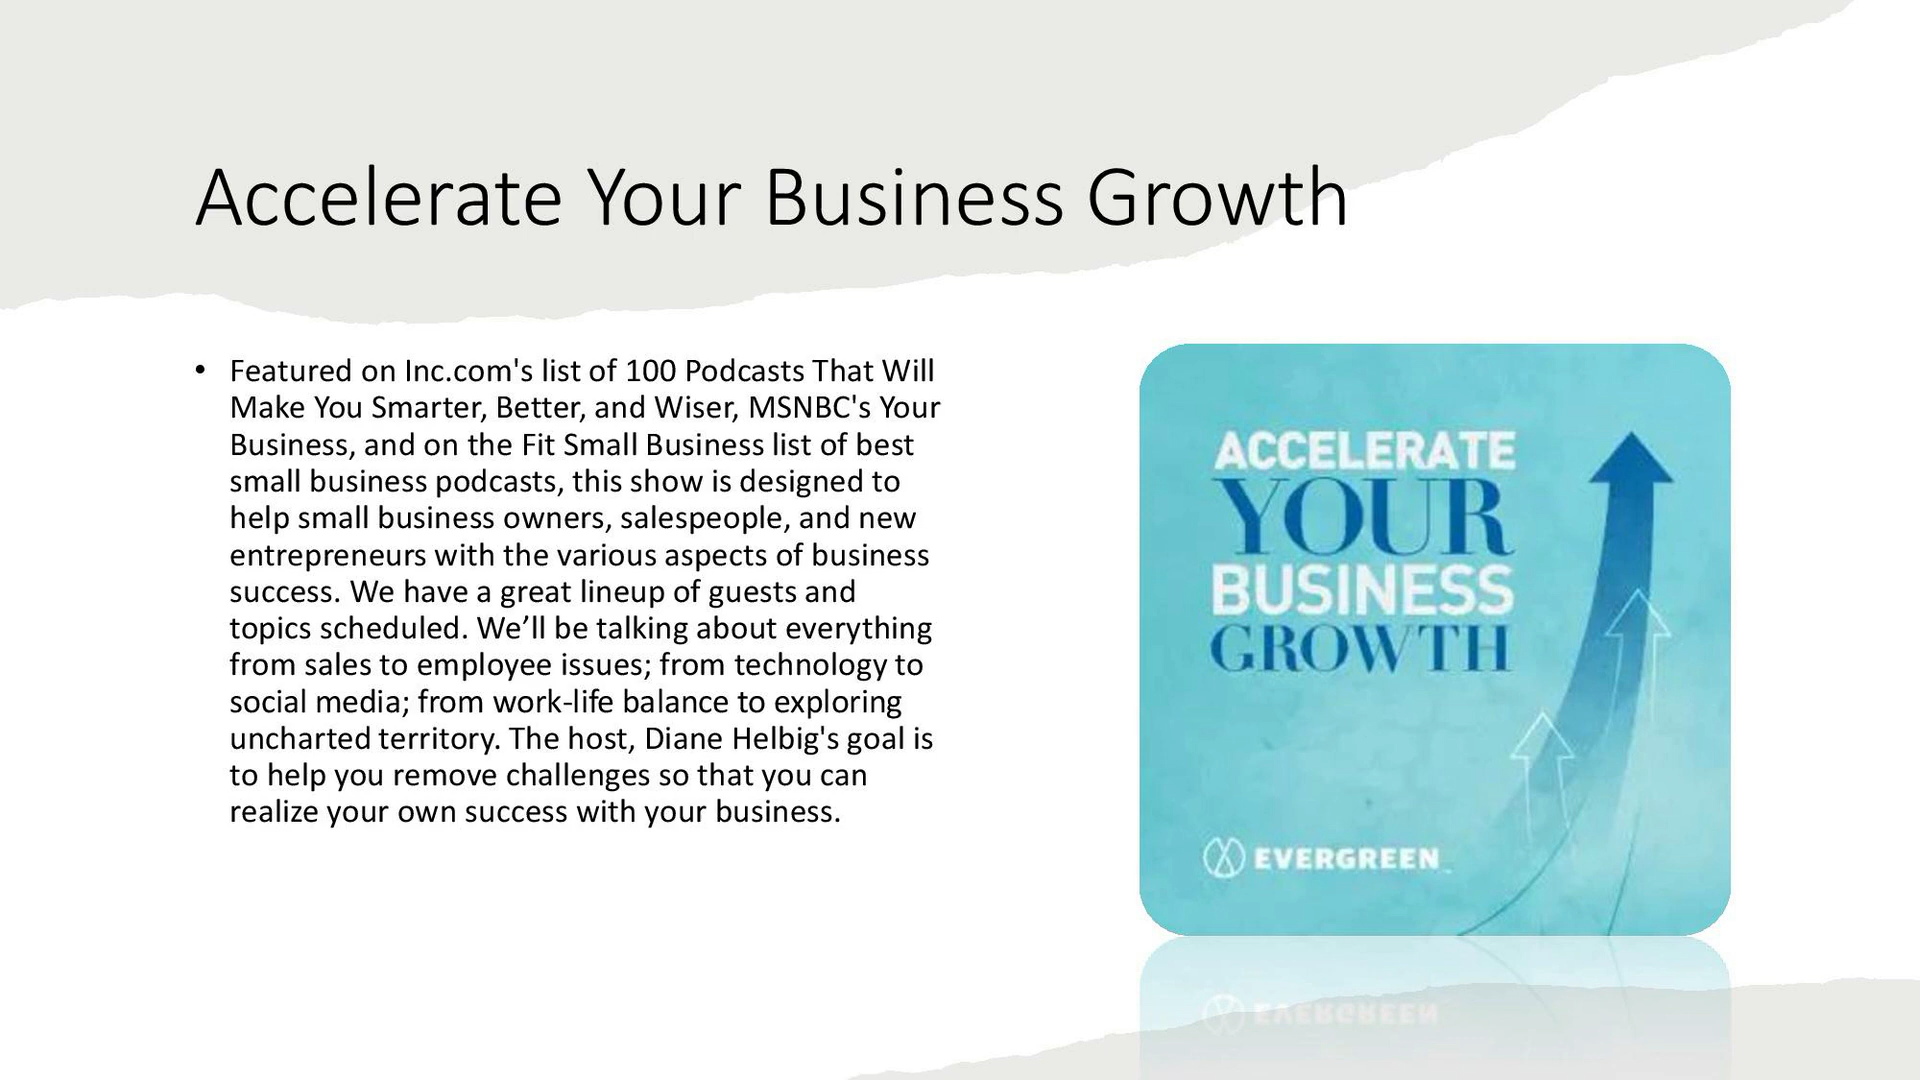 Accelerate Your Business Growth
• Featured on Inc.com's list of 100 Podcasts That Will
Make You Smarter, Better, and Wiser, MSNBC's Your
Business, and on the Fit Small Business list of best
small business podcasts, this show is designed to
help small business owners, salespeople, and new
entrepreneurs with the various aspects of business
success. We have a great lineup of guests and
topics scheduled. We’ll be talking about everything
from sales to employee issues; from technology to
social media; from work-life balance to exploring
uncharted territory. The host, Diane Helbig's goal is
to help you remove challenges so that you can
realize your own success with your business.
ACCELERATE
YOUR
BUSINESS
GROWTH
EVERGREEN